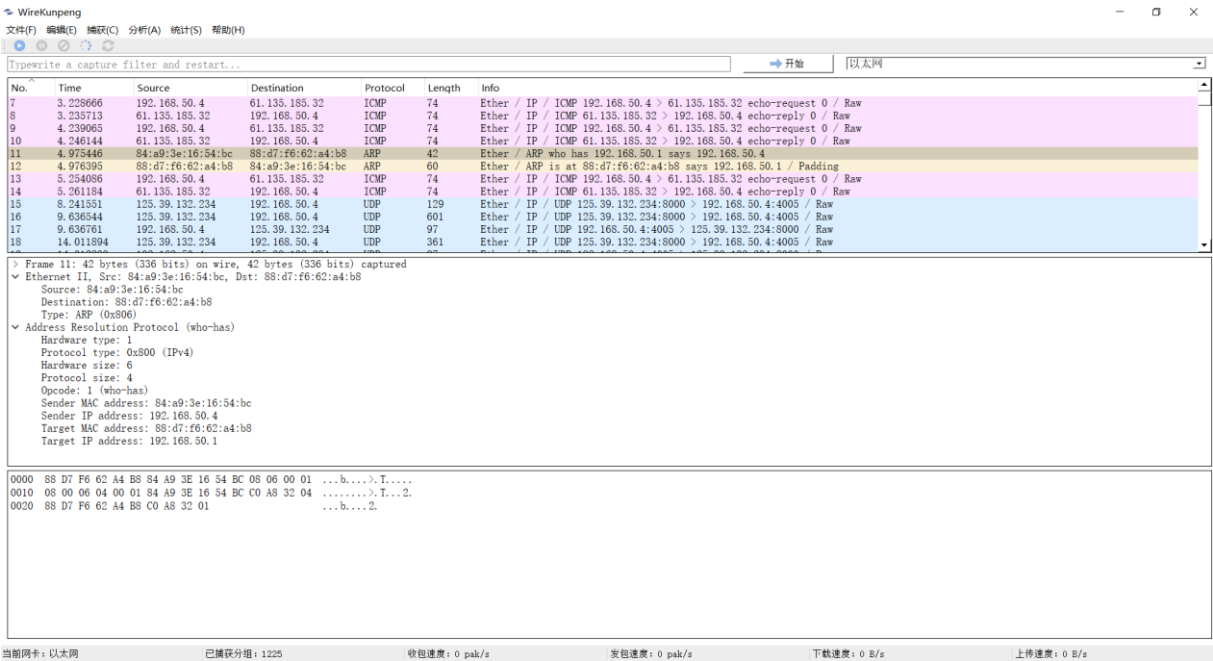 WireKunpeng
文件(F) 编辑(E) 捕获(C) 分析(A) 统计(S) 帮助(H)
Typewrite a capture filter and restart... 开始 以太网
No. Time Source Destination Protocol Length Info
7 3.228666 192.168.50.4 61.135.185.32 ICMP 74 Ether / IP / ICMP 192.168.50.4 > 61.135.185.32 echo-request 0 / Raw
8 3.235713 61.135.185.32 192.168.50.4 ICMP 74 Ether / IP / ICMP 61.135.185.32 > 192.168.50.4 echo-reply 0 / Raw
9 4.239065 192.168.50.4 61.135.185.32 ICMP 74 Ether / IP / ICMP 192.168.50.4 > 61.135.185.32 echo-request 0 / Raw
10 4.246144 61.135.185.32 192.168.50.4 ICMP 74 Ether / IP / ICMP 61.135.185.32 > 192.168.50.4 echo-reply 0 / Raw
11 4.975446 84:a9:3e:16:54:bc 88:d7:f6:62:a4:b8 ARP 42 Ether / ARP who has 192.168.50.1 says 192.168.50.4
12 4.976395 88:d7:f6:62:a4:b8 84:a9:3e:16:54:bc ARP 60 Ether / ARP is at 88:d7:f6:62:a4:b8 says 192.168.50.1 / Padding
13 5.254086 192.168.50.4 61.135.185.32 ICMP 74 Ether / IP / ICMP 192.168.50.4 > 61.135.185.32 echo-request 0 / Raw
14 5.261184 61.135.185.32 192.168.50.4 ICMP 74 Ether / IP / ICMP 61.135.185.32 > 192.168.50.4 echo-reply 0 / Raw
15 8.241551 125.39.132.234 192.168.50.4 UDP 129 Ether / IP / UDP 125.39.132.234:8000 > 192.168.50.4:4005 / Raw
16 9.636544 125.39.132.234 192.168.50.4 UDP 601 Ether / IP / UDP 125.39.132.234:8000 > 192.168.50.4:4005 / Raw
17 9.636761 192.168.50.4 125.39.132.234 UDP 97 Ether / IP / UDP 192.168.50.4:4005 > 125.39.132.234:8000 / Raw
18 14.011894 125.39.132.234 192.168.50.4 UDP 361 Ether / IP / UDP 125.39.132.234:8000 > 192.168.50.4:4005 / Raw
Frame 11: 42 bytes (336 bits) on wire, 42 bytes (336 bits) captured
Ethernet II, Src: 84:a9:3e:16:54:bc, Dst: 88:d7:f6:62:a4:b8
Source: 84:a9:3e:16:54:bc
Destination: 88:d7:f6:62:a4:b8
Type: ARP (0x806)
Address Resolution Protocol (who-has)
Hardware type: 1
Protocol type: 0x800 (IPv4)
Hardware size: 6
Protocol size: 4
Opcode: 1 (who-has)
Sender MAC address: 84:a9:3e:16:54:bc
Sender IP address: 192.168.50.4
Target MAC address: 88:d7:f6:62:a4:b8
Target IP address: 192.168.50.1
0000 88 D7 F6 62 A4 B8 84 A9 3E 16 54 BC 08 06 00 01 ...b....>.T.....
0010 08 00 06 04 00 01 84 A9 3E 16 54 BC C0 A8 32 04 ........>.T...2.
0020 88 D7 F6 62 A4 B8 C0 A8 32 01 ...b....2.
当前网卡：以太网 已捕获分组：1225 收包速度：0 pak/s 发包速度：0 pak/s 下载速度：0 B/s 上传速度：0 B/s